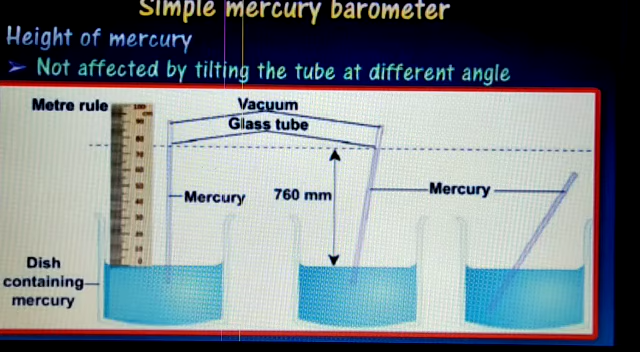 Simple mercury barometer
Height of mercury
➢ Not affected by tilting the tube at different angle
Metre rule
Vacuum
Glass tube
Mercury
760 mm
Mercury
Dish
containing
mercury